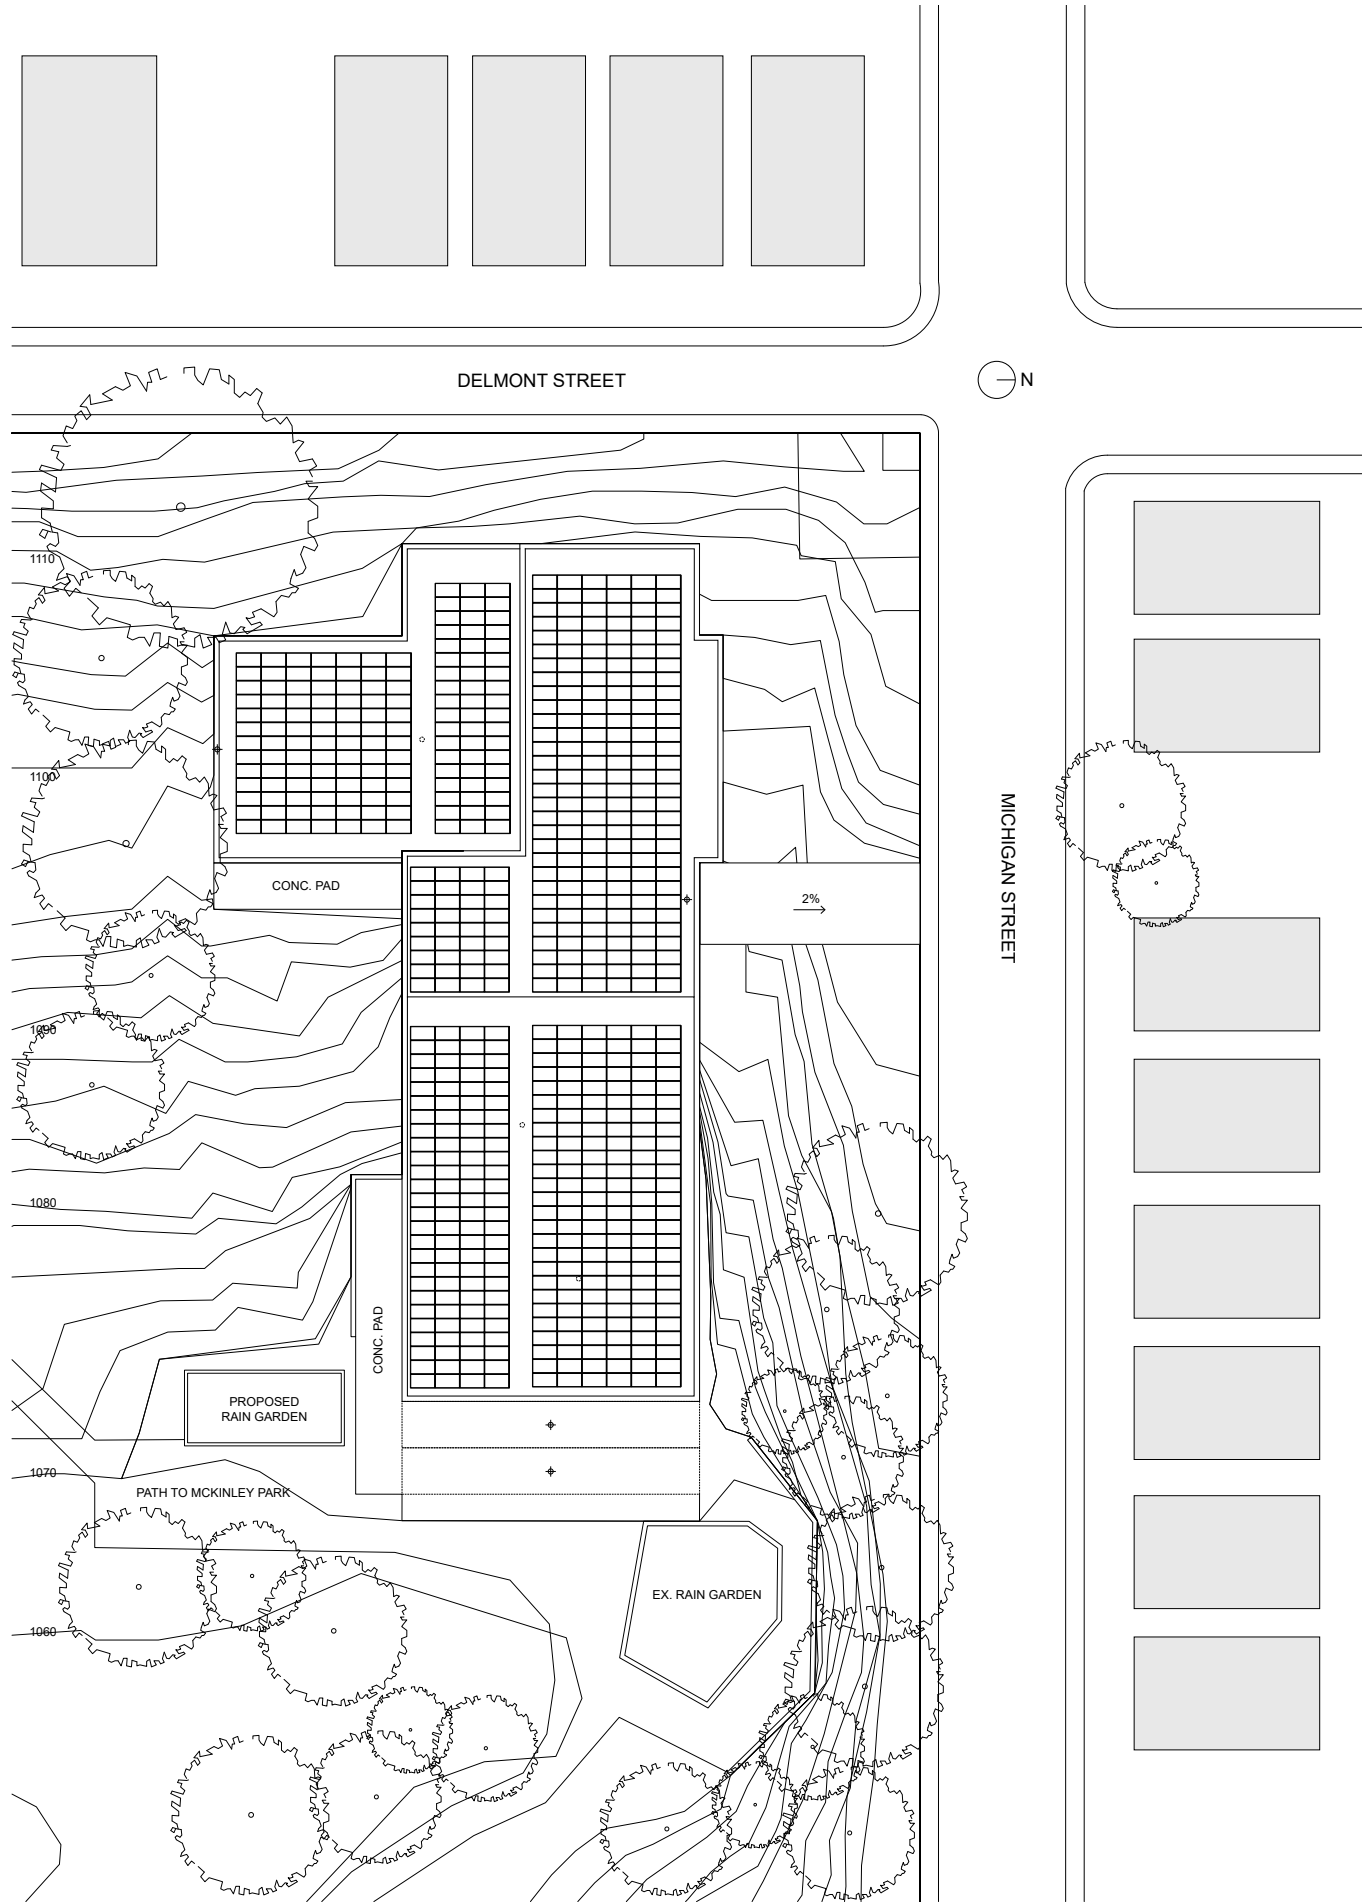 DELMONT STREET
N
1110
1100
MICHIGAN STREET
CONC. PAD
2%
1090
1080
CONC. PAD
PROPOSED
RAIN GARDEN
1070
PATH TO MCKINLEY PARK
EX. RAIN GARDEN
1060